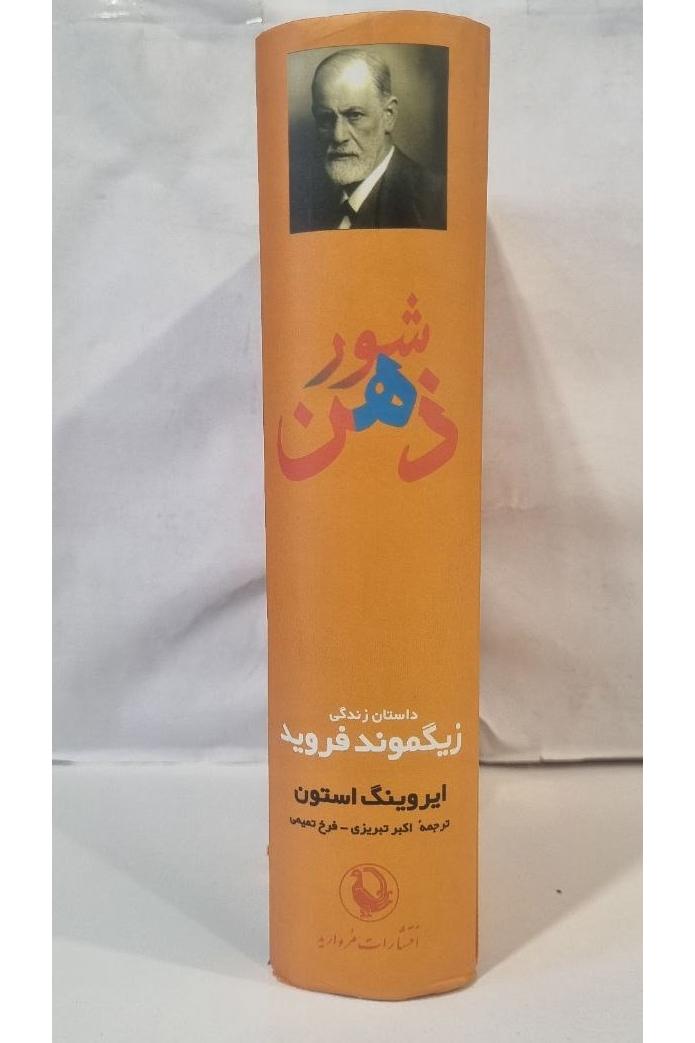 شور
ذهن
داستان زندگی
زیگموند فروید
ایروینگ استون
ترجمهٔ اکبر تبریزی - فرخ تمیمی
انتشارات مروارید